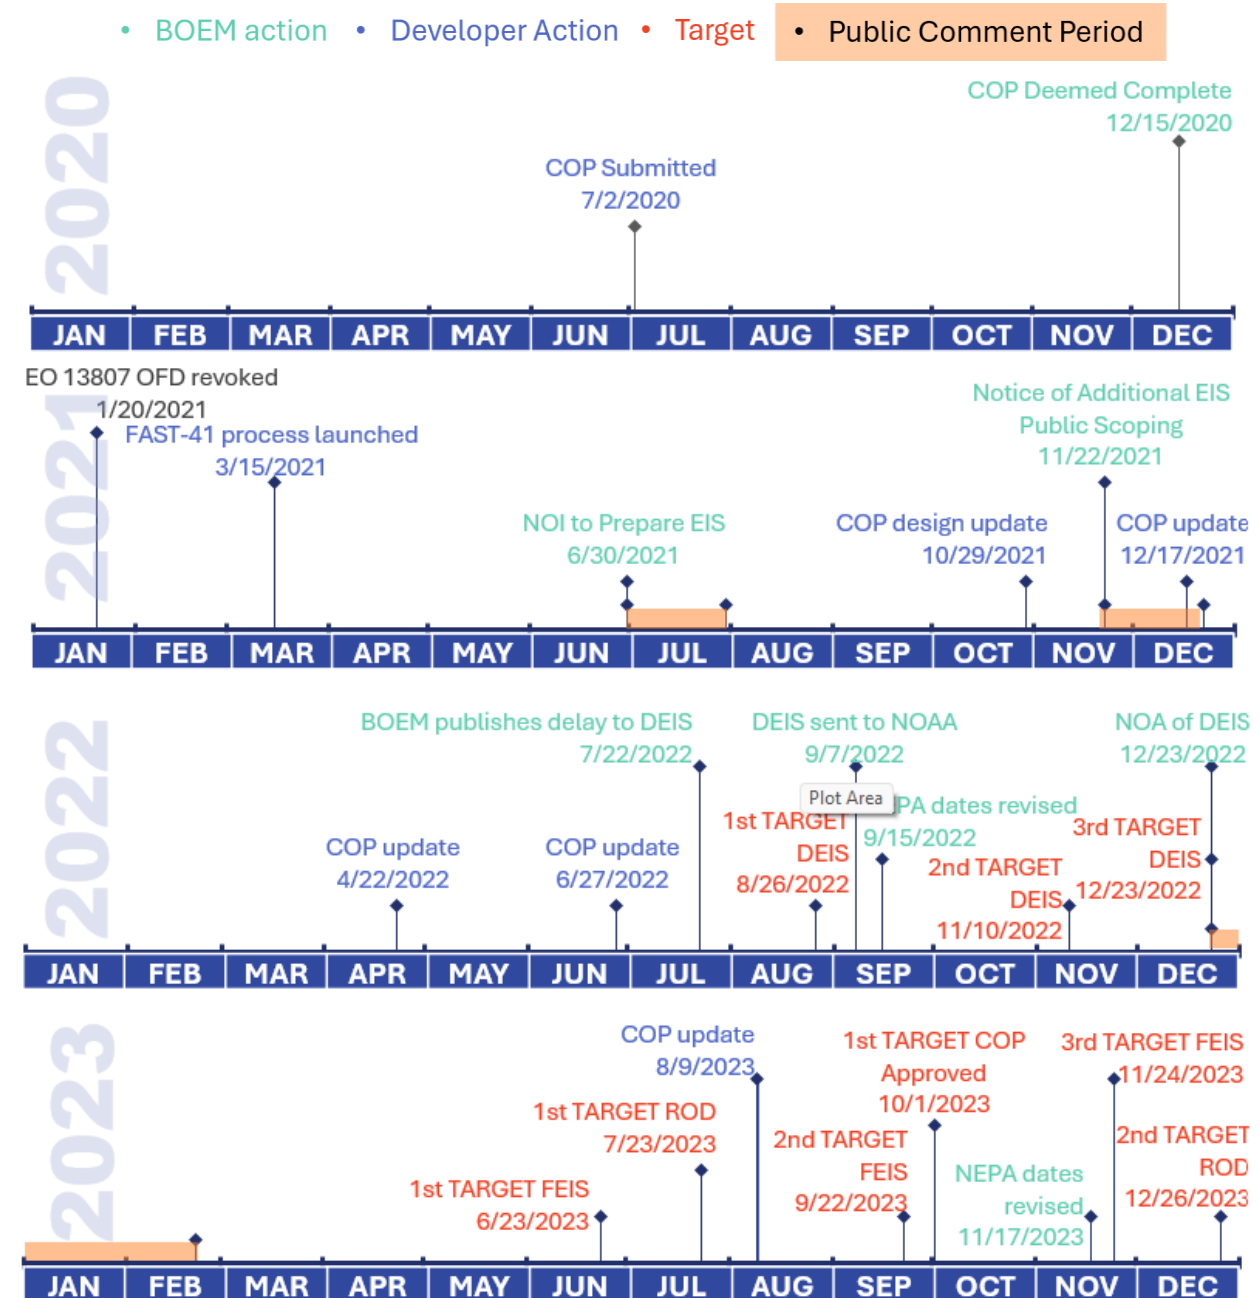 • BOEM action • Developer Action • Target • Public Comment Period
2020
COP Deemed Complete
12/15/2020
COP Submitted
7/2/2020
JAN FEB MAR APR MAY JUN JUL AUG SEP OCT NOV DEC
2021
EO 13807 OFD revoked
1/20/2021
FAST-41 process launched
3/15/2021
Notice of Additional EIS
Public Scoping
11/22/2021
NOI to Prepare EIS
6/30/2021
COP design update
10/29/2021
COP update
12/17/2021
JAN FEB MAR APR MAY JUN JUL AUG SEP OCT NOV DEC
2022
BOEM publishes delay to DEIS
7/22/2022
DEIS sent to NOAA
9/7/2022
NOA of DEIS
12/23/2022
Plot Area
PA dates revised
9/15/2022
1st TARGET
DEIS
8/26/2022
3rd TARGET
DEIS
12/23/2022
COP update
4/22/2022
COP update
6/27/2022
2nd TARGET
DEIS
11/10/2022
JAN FEB MAR APR MAY JUN JUL AUG SEP OCT NOV DEC
2023
COP update
8/9/2023
1st TARGET COP
Approved
10/1/2023
3rd TARGET FEIS
11/24/2023
1st TARGET ROD
7/23/2023
2nd TARGET
FEIS
9/22/2023
2nd TARGET
ROD
12/26/2023
1st TARGET FEIS
6/23/2023
NEPA dates
revised
11/17/2023
JAN FEB MAR APR MAY JUN JUL AUG SEP OCT NOV DEC